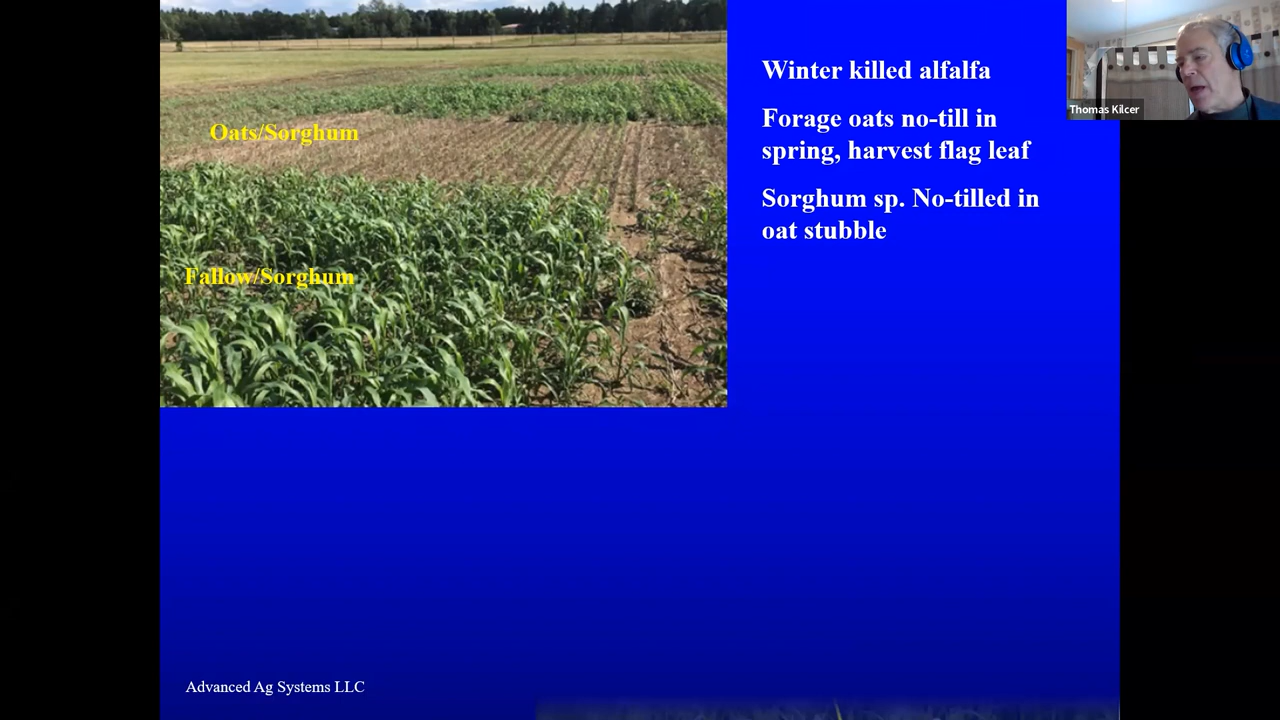 Winter killed alfalfa
Forage oats no-till in
spring, harvest flag leaf
Sorghum sp. No-tilled in
oat stubble
Oats/Sorghum
Fallow/Sorghum
Thomas Kilcer
Advanced Ag Systems LLC